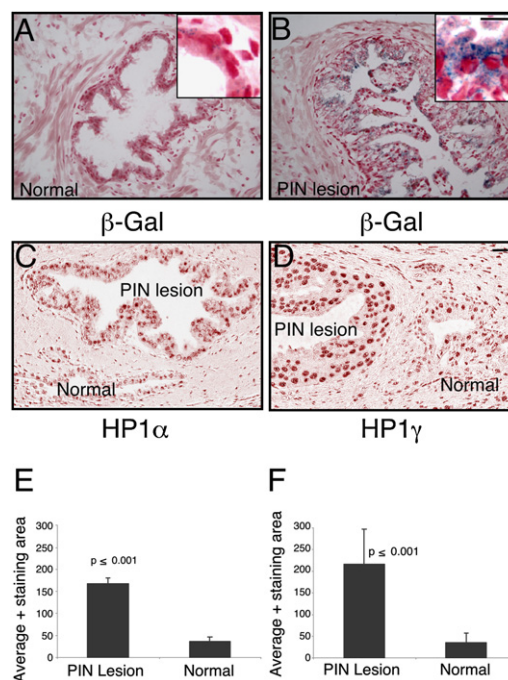 A
B
Normal
PIN lesion
β-Gal
β-Gal
C
D
PIN lesion
PIN lesion
Normal
Normal
HP1α
HP1γ
E
F
Average + staining area
300
250
200
150
100
50
0
p ≤ 0.001
PIN Lesion
Normal
Average + staining area
300
250
200
150
100
50
0
p ≤ 0.001
PIN Lesion
Normal